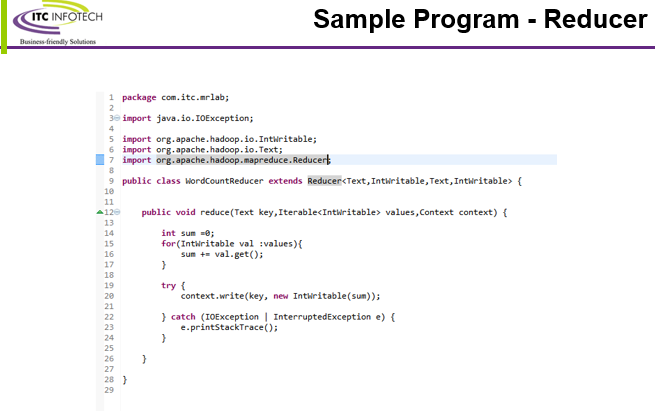 ITC INFOTECH
Business-friendly Solutions
Sample Program - Reducer
1 package com.itc.mrlab;
2
3 import java.io.IOException;
4
5 import org.apache.hadoop.io.IntWritable;
6 import org.apache.hadoop.io.Text;
7 import org.apache.hadoop.mapreduce.Reducer;
8
9 public class WordCountReducer extends Reducer<Text,IntWritable,Text,IntWritable> {
10
11
12 public void reduce(Text key,Iterable<IntWritable> values,Context context) {
13
14 int sum =0;
15 for(IntWritable val :values){
16 sum += val.get();
17 }
18
19 try {
20 context.write(key, new IntWritable(sum));
21
22 } catch (IOException | InterruptedException e) {
23 e.printStackTrace();
24 }
25
26 }
27
28 }
29